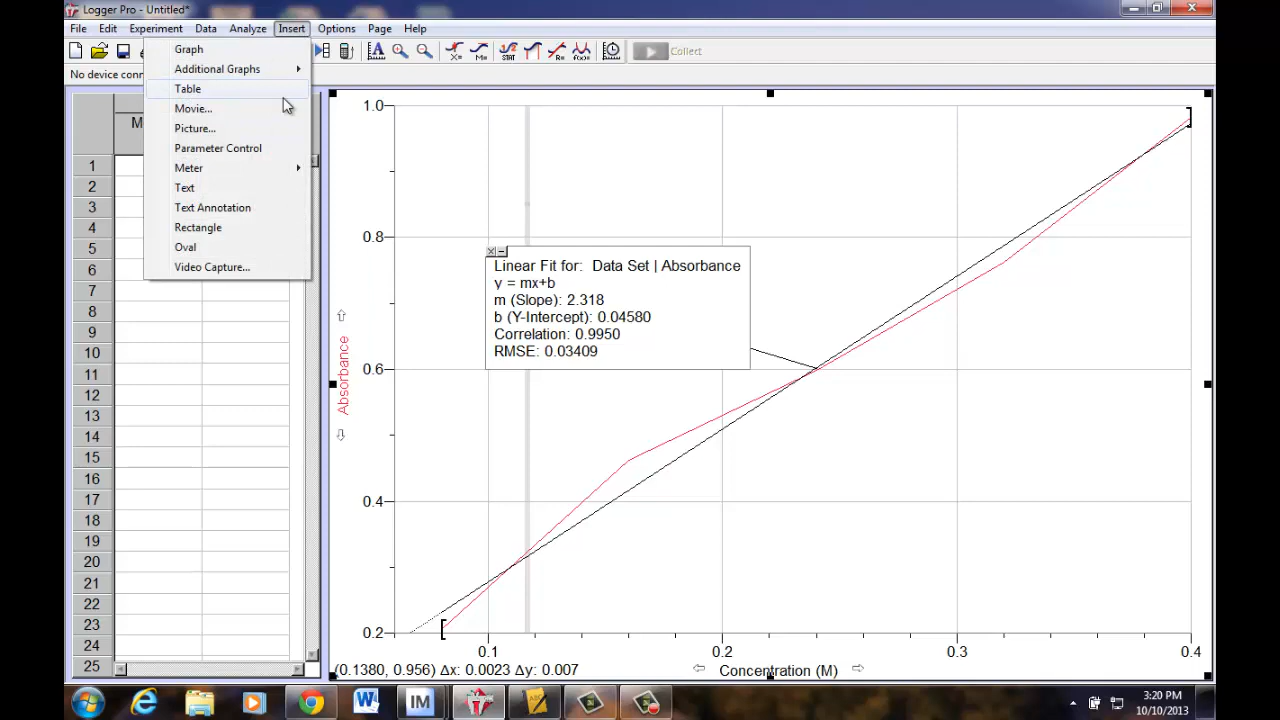 Logger Pro - Untitled*
File Edit Experiment Data Analyze Insert Options Page Help
Collect
No device conn
Graph
Additional Graphs
Table
Movie...
Picture...
Parameter Control
Meter
Text
Text Annotation
Rectangle
Oval
Video Capture...
M
1
2
3
4
5
6
7
8
9
10
11
12
13
14
15
16
17
18
19
20
21
22
23
24
25
1.0
0.8
0.6
0.4
0.2
Absorbance
Linear Fit for: Data Set | Absorbance
y = mx+b
m (Slope): 2.318
b (Y-Intercept): 0.04580
Correlation: 0.9950
RMSE: 0.03409
0.1 0.2 0.3 0.4
(0.1380, 0.956) Δx: 0.0023 Δy: 0.007
Concentration (M)
IM
3:20 PM
10/10/2013